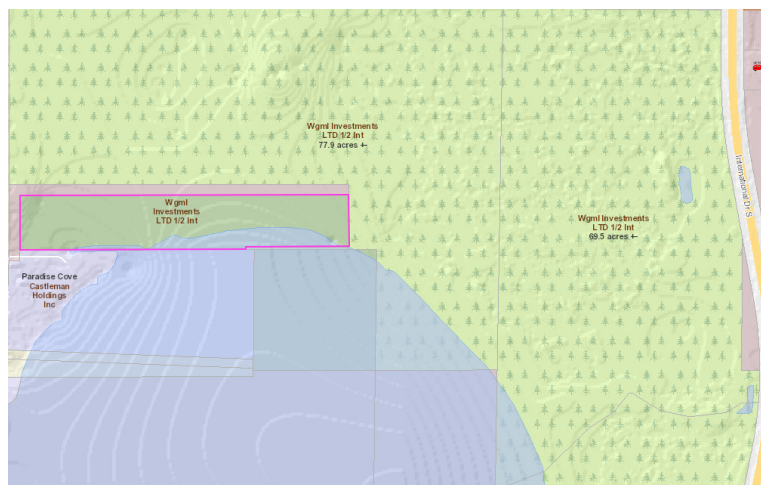 Wgml Investments
LTD 1/2 Int
77.9 acres +-
Wgml
Investments
LTD 1/2 Int
Wgml Investments
LTD 1/2 Int
69.5 acres +-
International Dr S
Paradise Cove
Castleman
Holdings
Inc